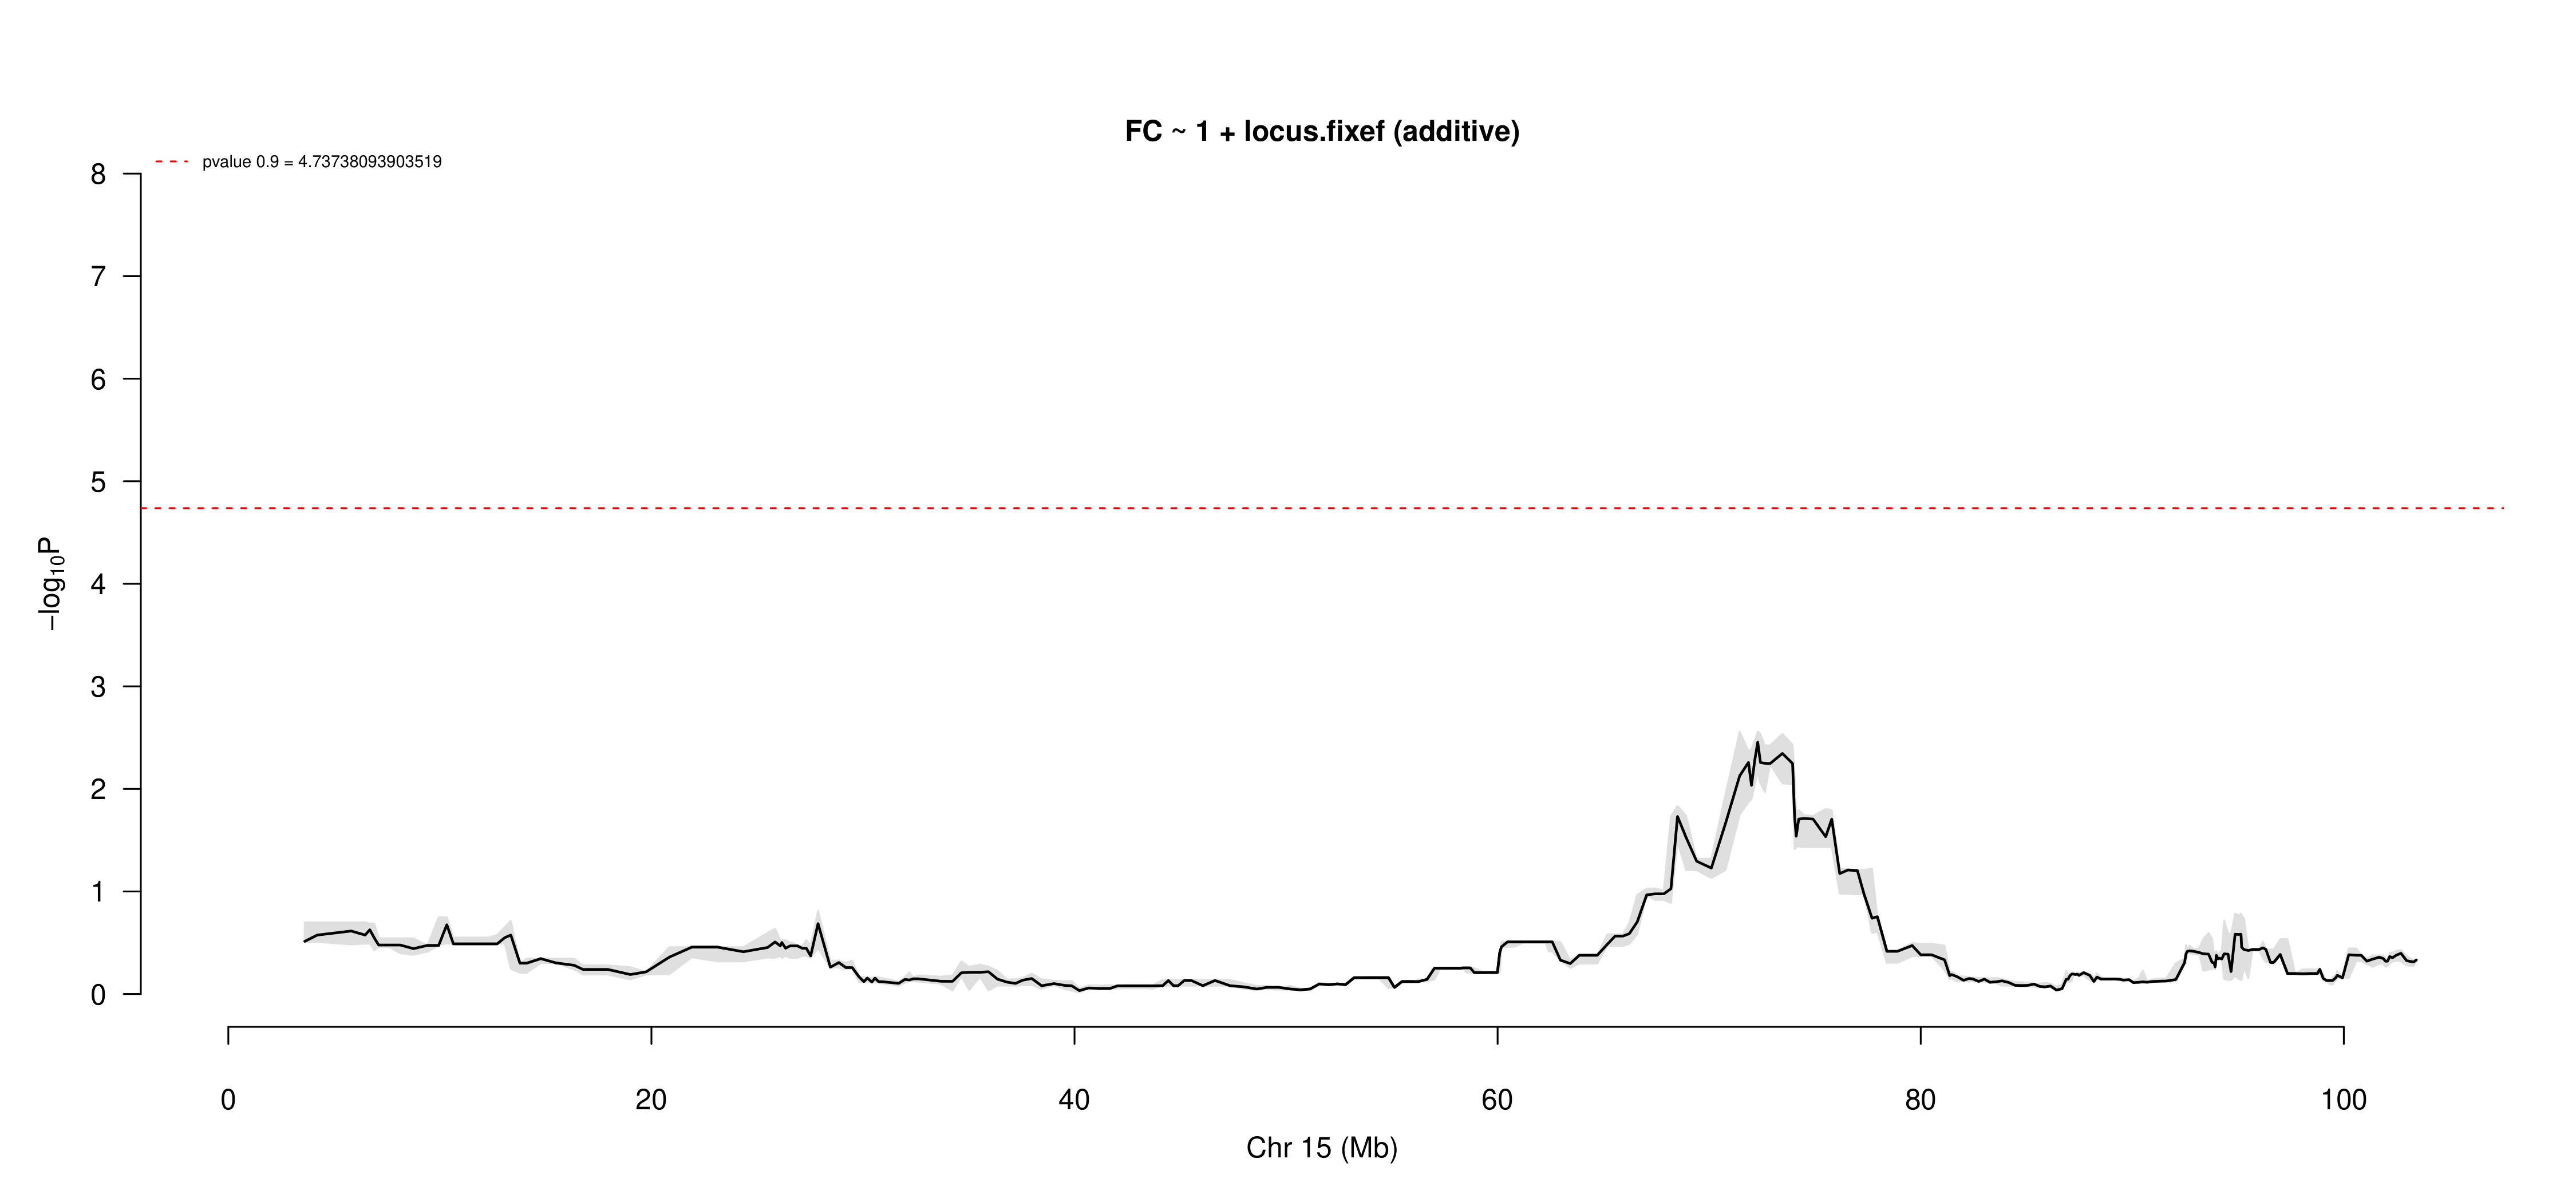 FC ~ 1 + locus.fixef (additive)
pvalue 0.9 = 4.73738093903519
8
7
6
5
4
3
2
1
0
−log10P
0 20 40 60 80 100
Chr 15 (Mb)